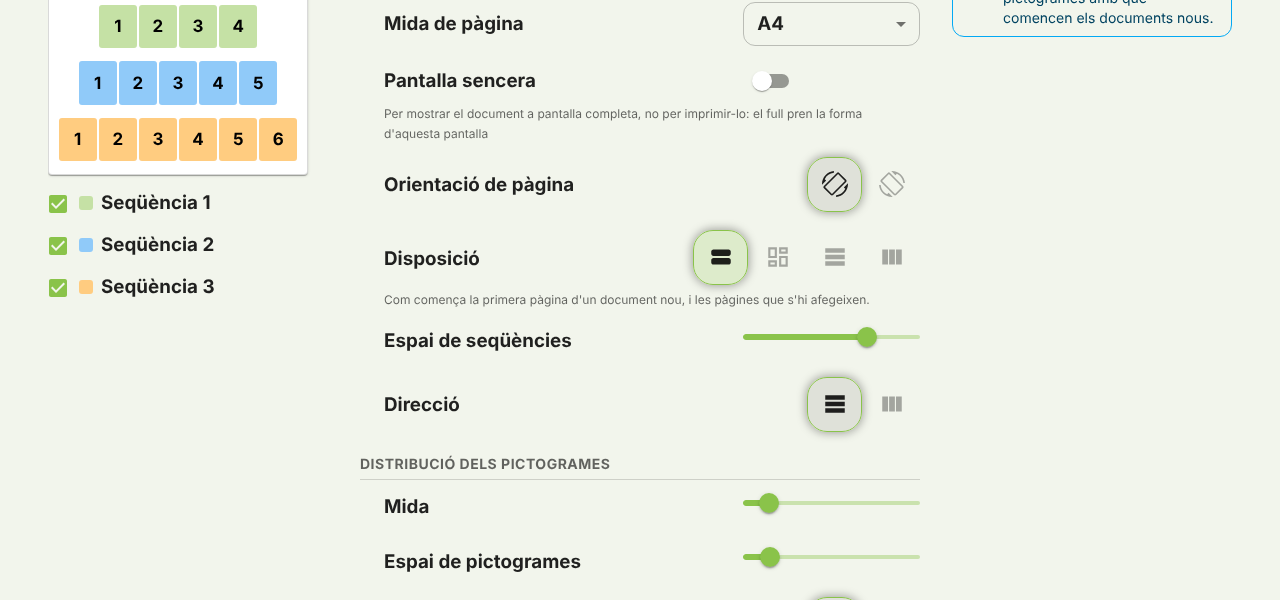 1 2 3 4
1 2 3 4 5
1 2 3 4 5 6
Seqüència 1
Seqüència 2
Seqüència 3
Mida de pàgina
A4
Pantalla sencera
Per mostrar el document a pantalla completa, no per imprimir-lo: el full pren la forma
d'aquesta pantalla
Orientació de pàgina
Disposició
Com comença la primera pàgina d'un document nou, i les pàgines que s'hi afegeixen.
Espai de seqüències
Direcció
DISTRIBUCIÓ DELS PICTOGRAMES
Mida
Espai de pictogrames
pictogrames amb què
comencen els documents nous.